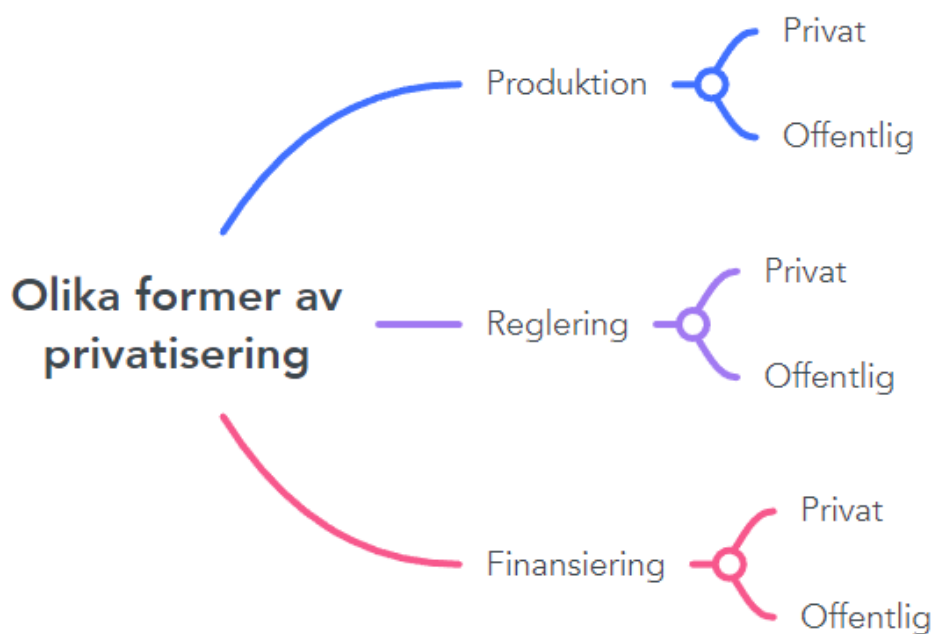 Olika former av
privatisering
Produktion
Privat
Offentlig
Reglering
Privat
Offentlig
Finansiering
Privat
Offentlig